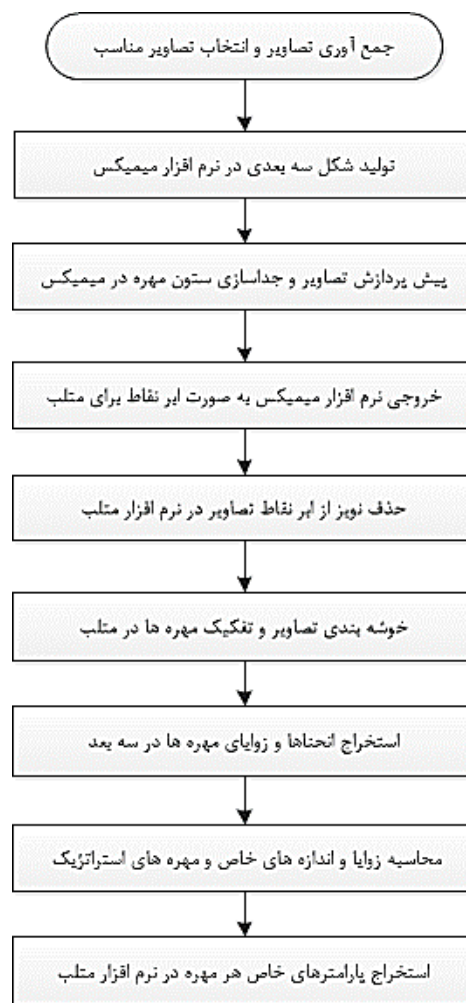 جمع آوری تصاویر و انتخاب تصاویر مناسب
تولید شکل سه بعدی در نرم افزار میمیکس
پیش پردازش تصاویر و جداسازی ستون مهره در میمیکس
خروجی نرم افزار میمیکس به صورت ابر نقاط برای متلب
حذف نویز از ابر نقاط تصاویر در نرم افزار متلب
خوشه بندی تصاویر و تفکیک مهره ها در متلب
استخراج انحناها و زوایای مهره ها در سه بعد
محاسبه زوایا و اندازه های خاص و مهره های استراتژیک
استخراج پارامترهای خاص هر مهره در نرم افزار متلب